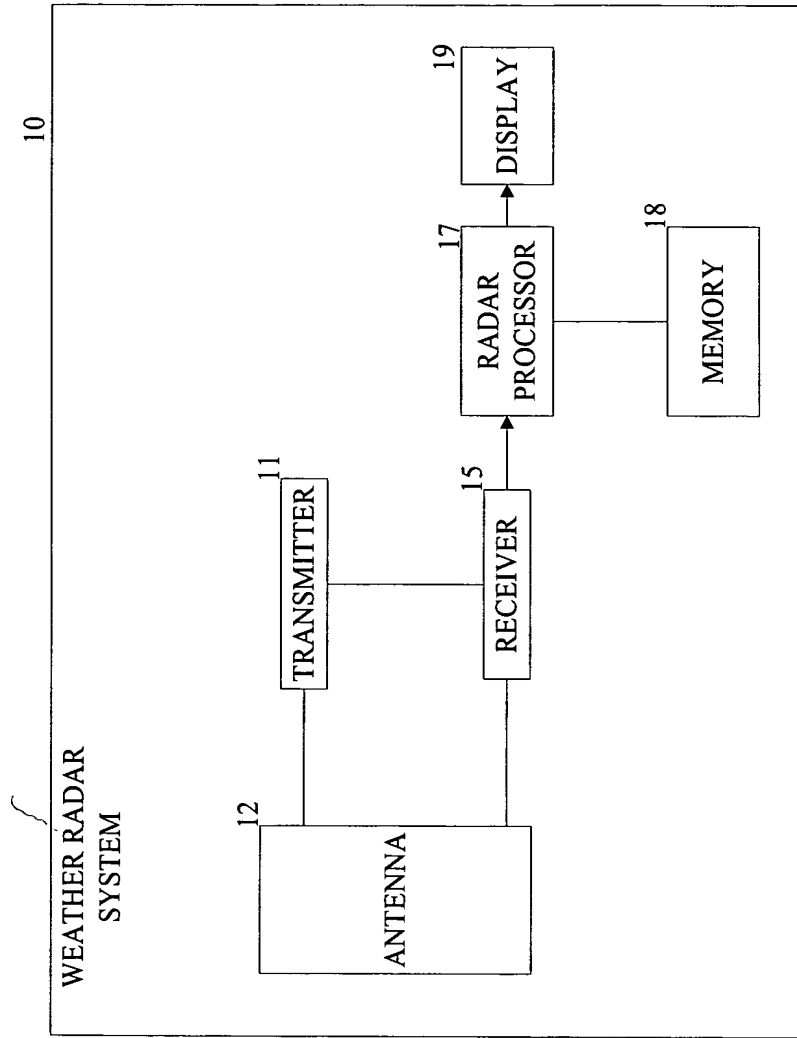 WEATHER RADAR
SYSTEM
10
12
ANTENNA
11
TRANSMITTER
15
RECEIVER
17
RADAR
PROCESSOR
19
DISPLAY
18
MEMORY